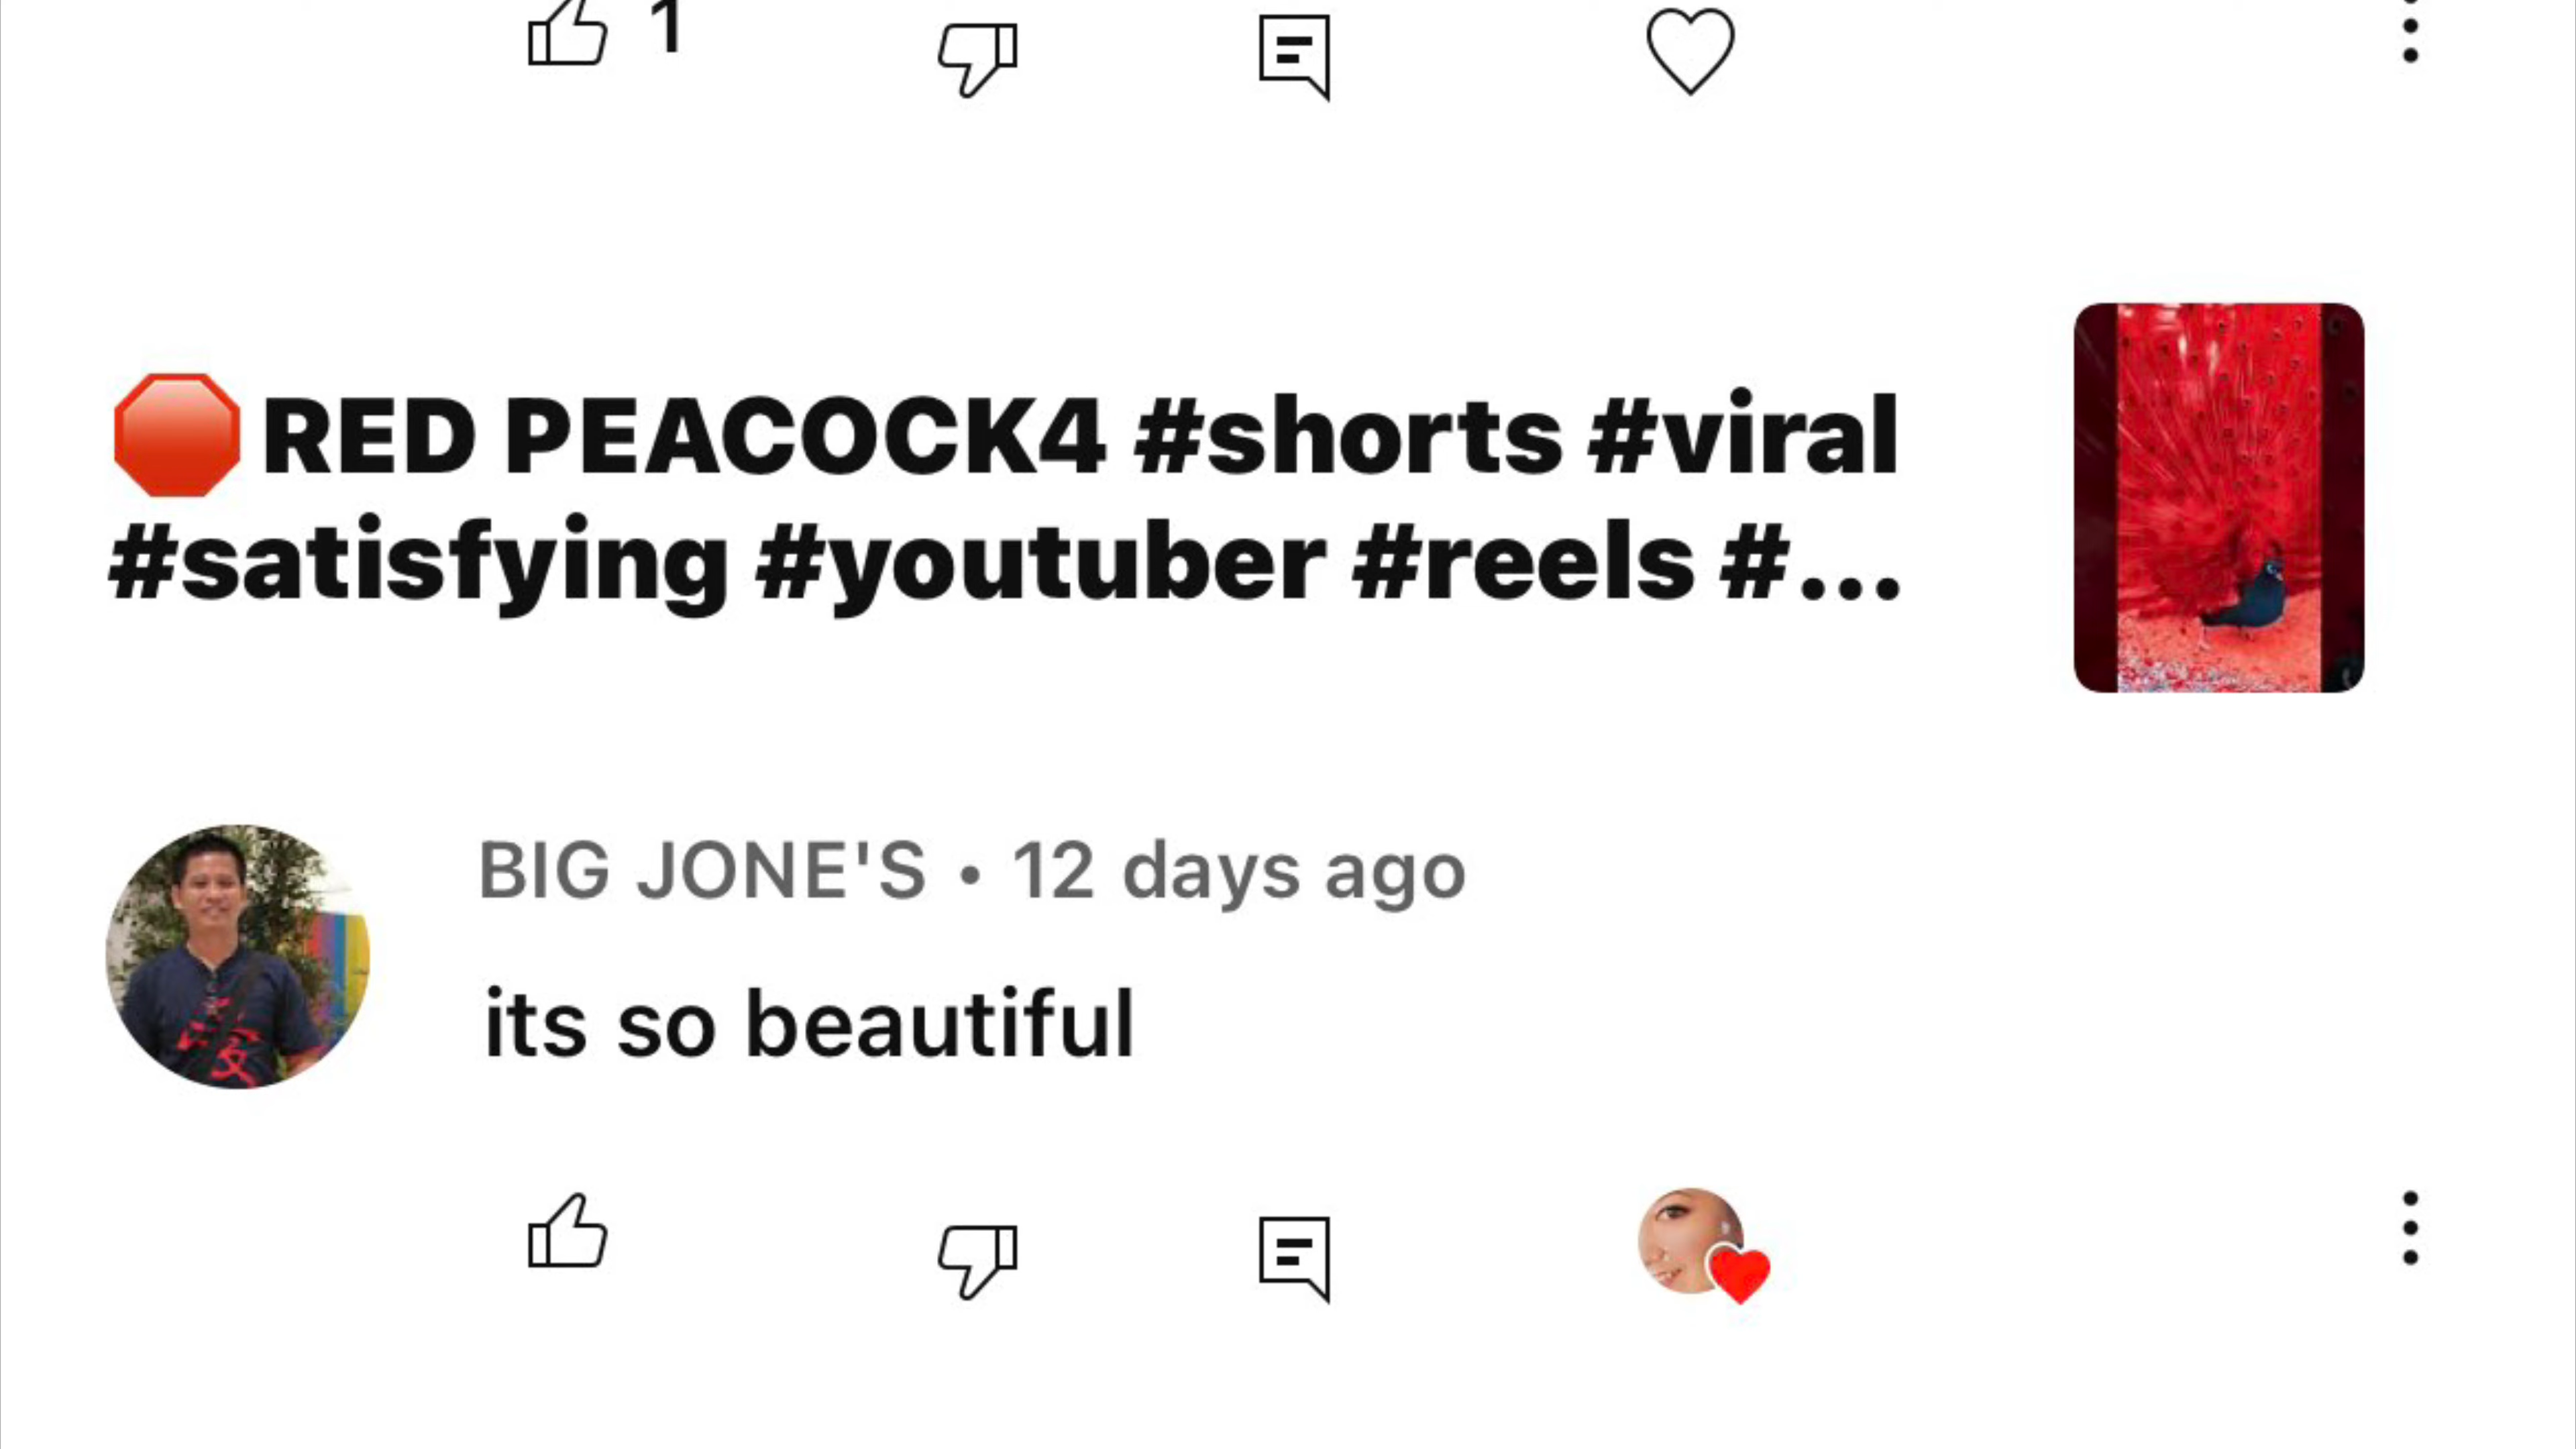 1
RED PEACOCK4 #shorts #viral
#satisfying #youtuber #reels #...
BIG JONE'S • 12 days ago
its so beautiful